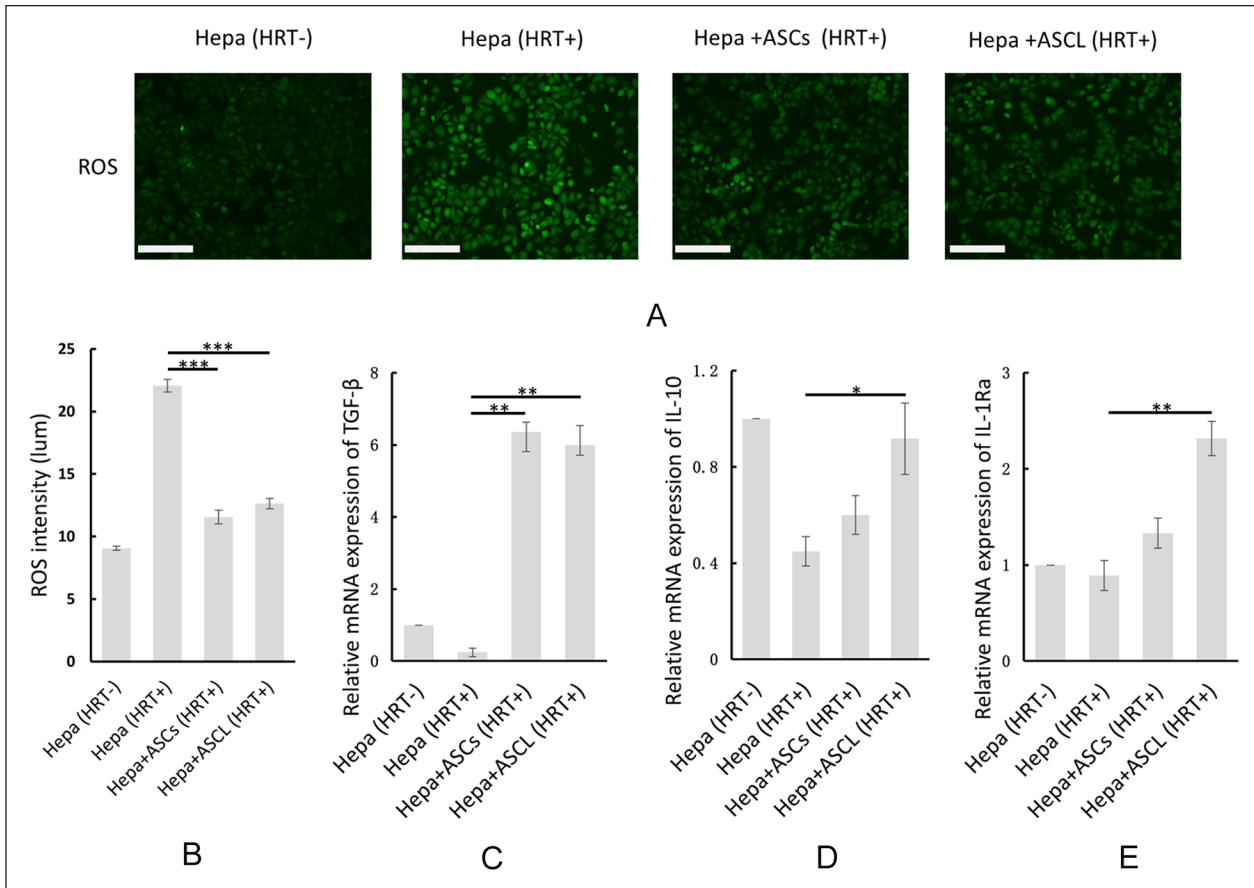 Hepa (HRT-)
Hepa (HRT+)
Hepa +ASCs (HRT+)
Hepa +ASCL (HRT+)
ROS
A
ROS intensity (lum)
25
20
15
10
5
0
***
***
Hepa (HRT-)
Hepa (HRT+)
Hepa+ASCs (HRT+)
Hepa+ASCL (HRT+)
B
Relative mRNA expression of TGF-β
8
6
4
2
0
**
**
Hepa (HRT-)
Hepa (HRT+)
Hepa+ASCs (HRT+)
Hepa+ASCL (HRT+)
C
Relative mRNA expression of IL-10
1.2
0.8
0.4
0
*
Hepa (HRT-)
Hepa (HRT+)
Hepa+ASCs (HRT+)
Hepa+ASCL (HRT+)
D
Relative mRNA expression of IL-1Ra
3
2
1
0
**
Hepa (HRT-)
Hepa (HRT+)
Hepa+ASCs (HRT+)
Hepa+ASCL (HRT+)
E